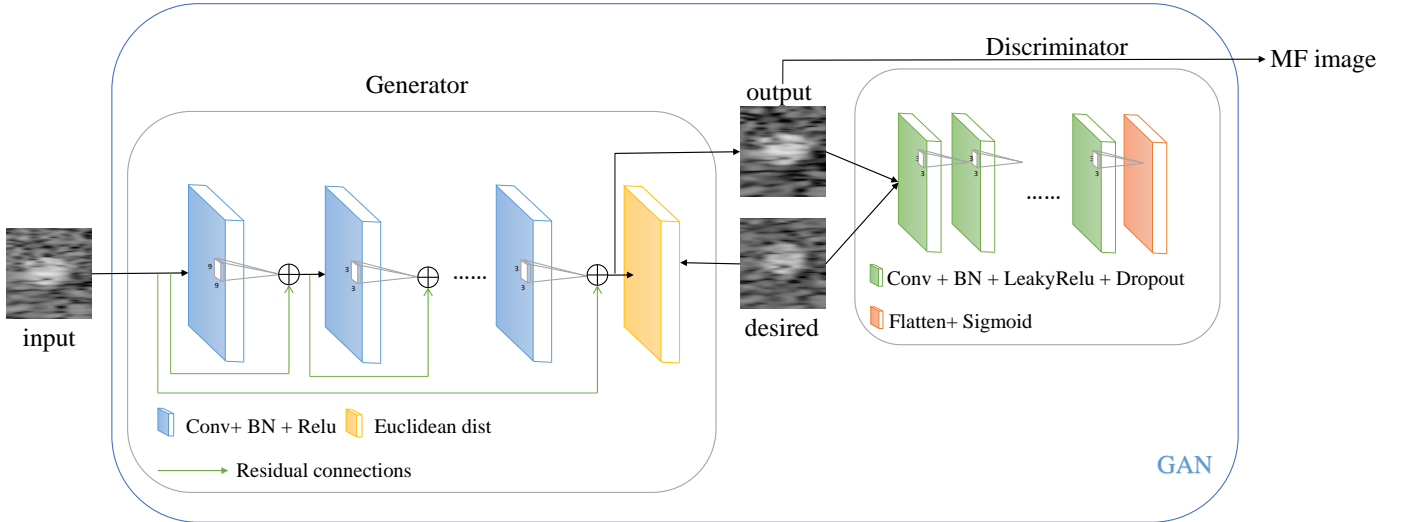 Discriminator
MF image
Generator
output
3
3
3
3
3
3
9
9
3
3
3
3
......
......
input
desired
Conv + BN + LeakyRelu + Dropout
Flatten+ Sigmoid
Conv+ BN + Relu
Euclidean dist
Residual connections
GAN